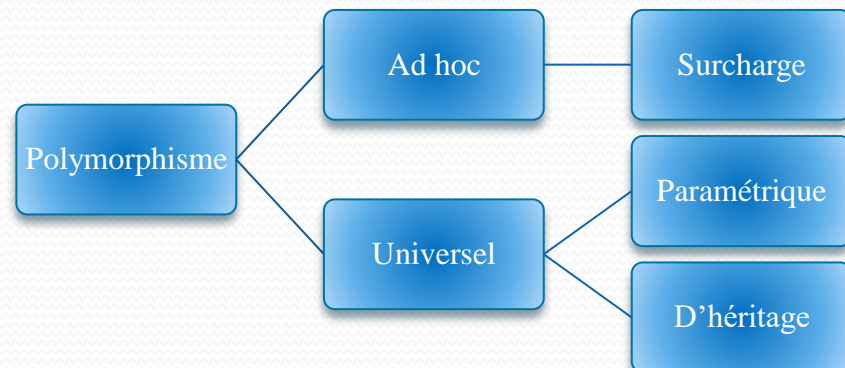 Ad hoc
Surcharge
Polymorphisme
Universel
Paramétrique
D’héritage